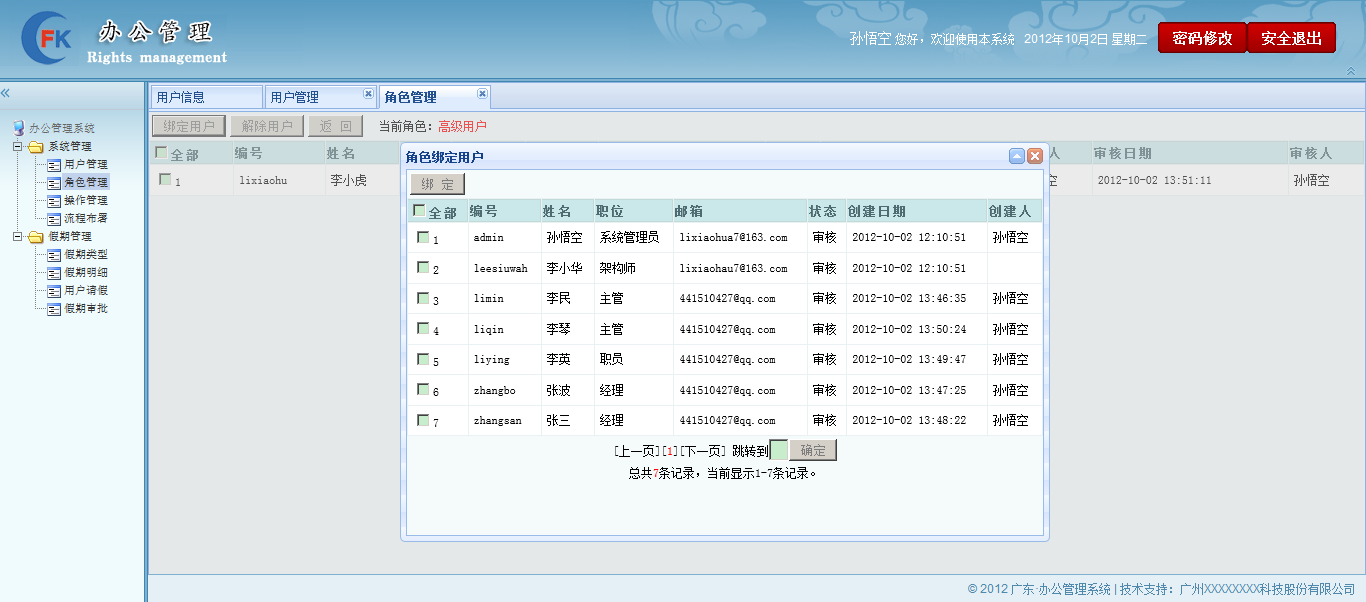 办公管理
Rights management
孙悟空 您好，欢迎使用本系统 2012年10月2日 星期二 密码修改 安全退出
办公管理系统
系统管理
用户管理
角色管理
操作管理
流程布署
假期管理
假期类型
假期明细
用户请假
假期审批
用户信息 用户管理 角色管理
绑定用户 解除用户 返 回 当前角色：高级用户
全部 编号 姓名 人 审核日期 审核人
1 lixiaohu 李小虎 空 2012-10-02 13:51:11 孙悟空
角色绑定用户
绑 定
全部 编号 姓名 职位 邮箱 状态 创建日期 创建人
1 admin 孙悟空 系统管理员 lixiaohua7@163.com 审核 2012-10-02 12:10:51 孙悟空
2 leesiuwah 李小华 架构师 lixiaohau7@163.com 审核 2012-10-02 12:10:51
3 limin 李民 主管 441510427@qq.com 审核 2012-10-02 13:46:35 孙悟空
4 liqin 李琴 主管 441510427@qq.com 审核 2012-10-02 13:50:24 孙悟空
5 liying 李英 职员 441510427@qq.com 审核 2012-10-02 13:49:47 孙悟空
6 zhangbo 张波 经理 441510427@qq.com 审核 2012-10-02 13:47:25 孙悟空
7 zhangsan 张三 经理 441510427@qq.com 审核 2012-10-02 13:48:22 孙悟空
[上一页][1][下一页] 跳转到 确定
总共7条记录，当前显示1-7条记录。
© 2012 广东·办公管理系统 | 技术支持：广州XXXXXXXX科技股份有限公司
FK